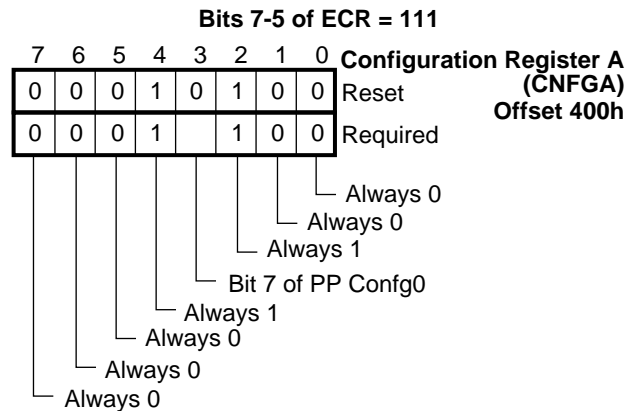 Bits 7-5 of ECR = 111
7 6 5 4 3 2 1 0 Configuration Register A
(CNFGA)
Offset 400h
0 0 0 1 0 1 0 0 Reset
0 0 0 1 1 0 0 Required
Always 0
Always 0
Always 1
Bit 7 of PP Confg0
Always 1
Always 0
Always 0
Always 0